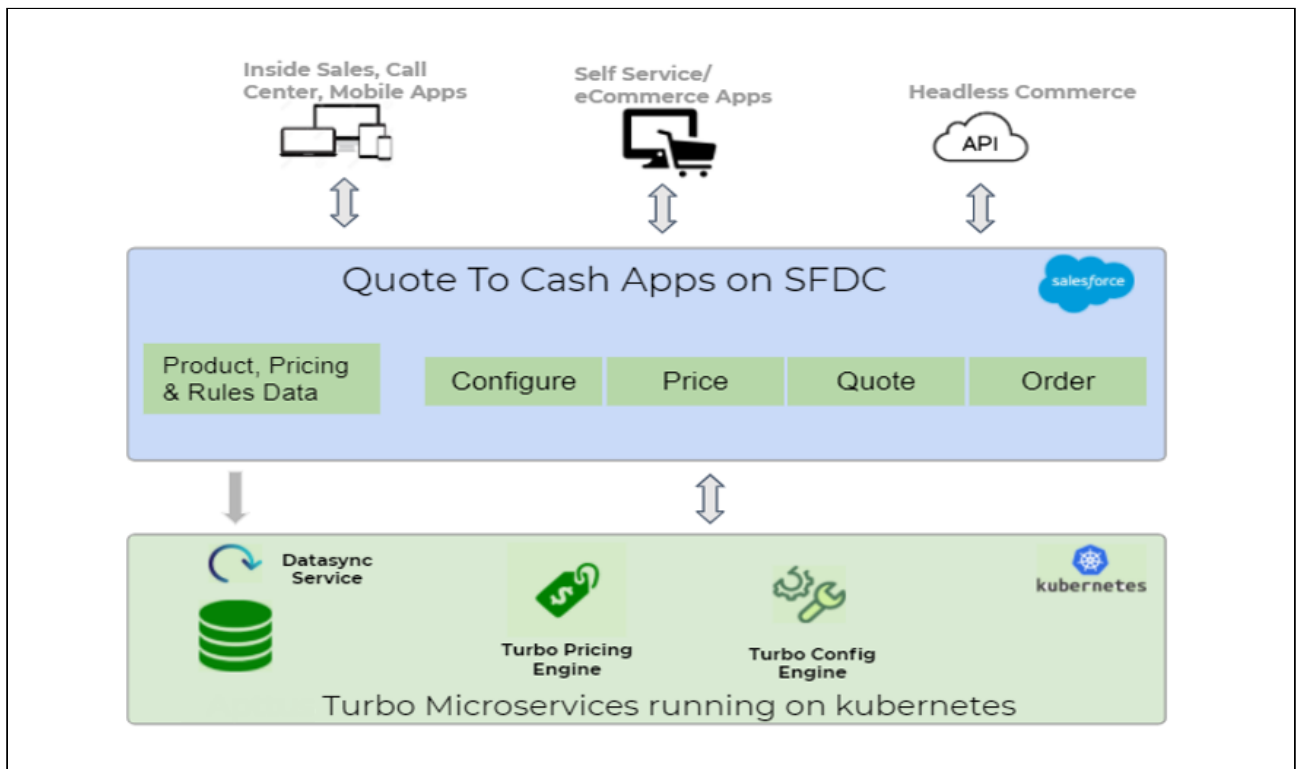 Inside Sales, Call
Center, Mobile Apps
Self Service/
eCommerce Apps
Headless Commerce
API
Quote To Cash Apps on SFDC
salesforce
Product, Pricing
& Rules Data
Configure
Price
Quote
Order
Datasync
Service
kubernetes
Turbo Pricing
Engine
Turbo Config
Engine
Turbo Microservices running on kubernetes